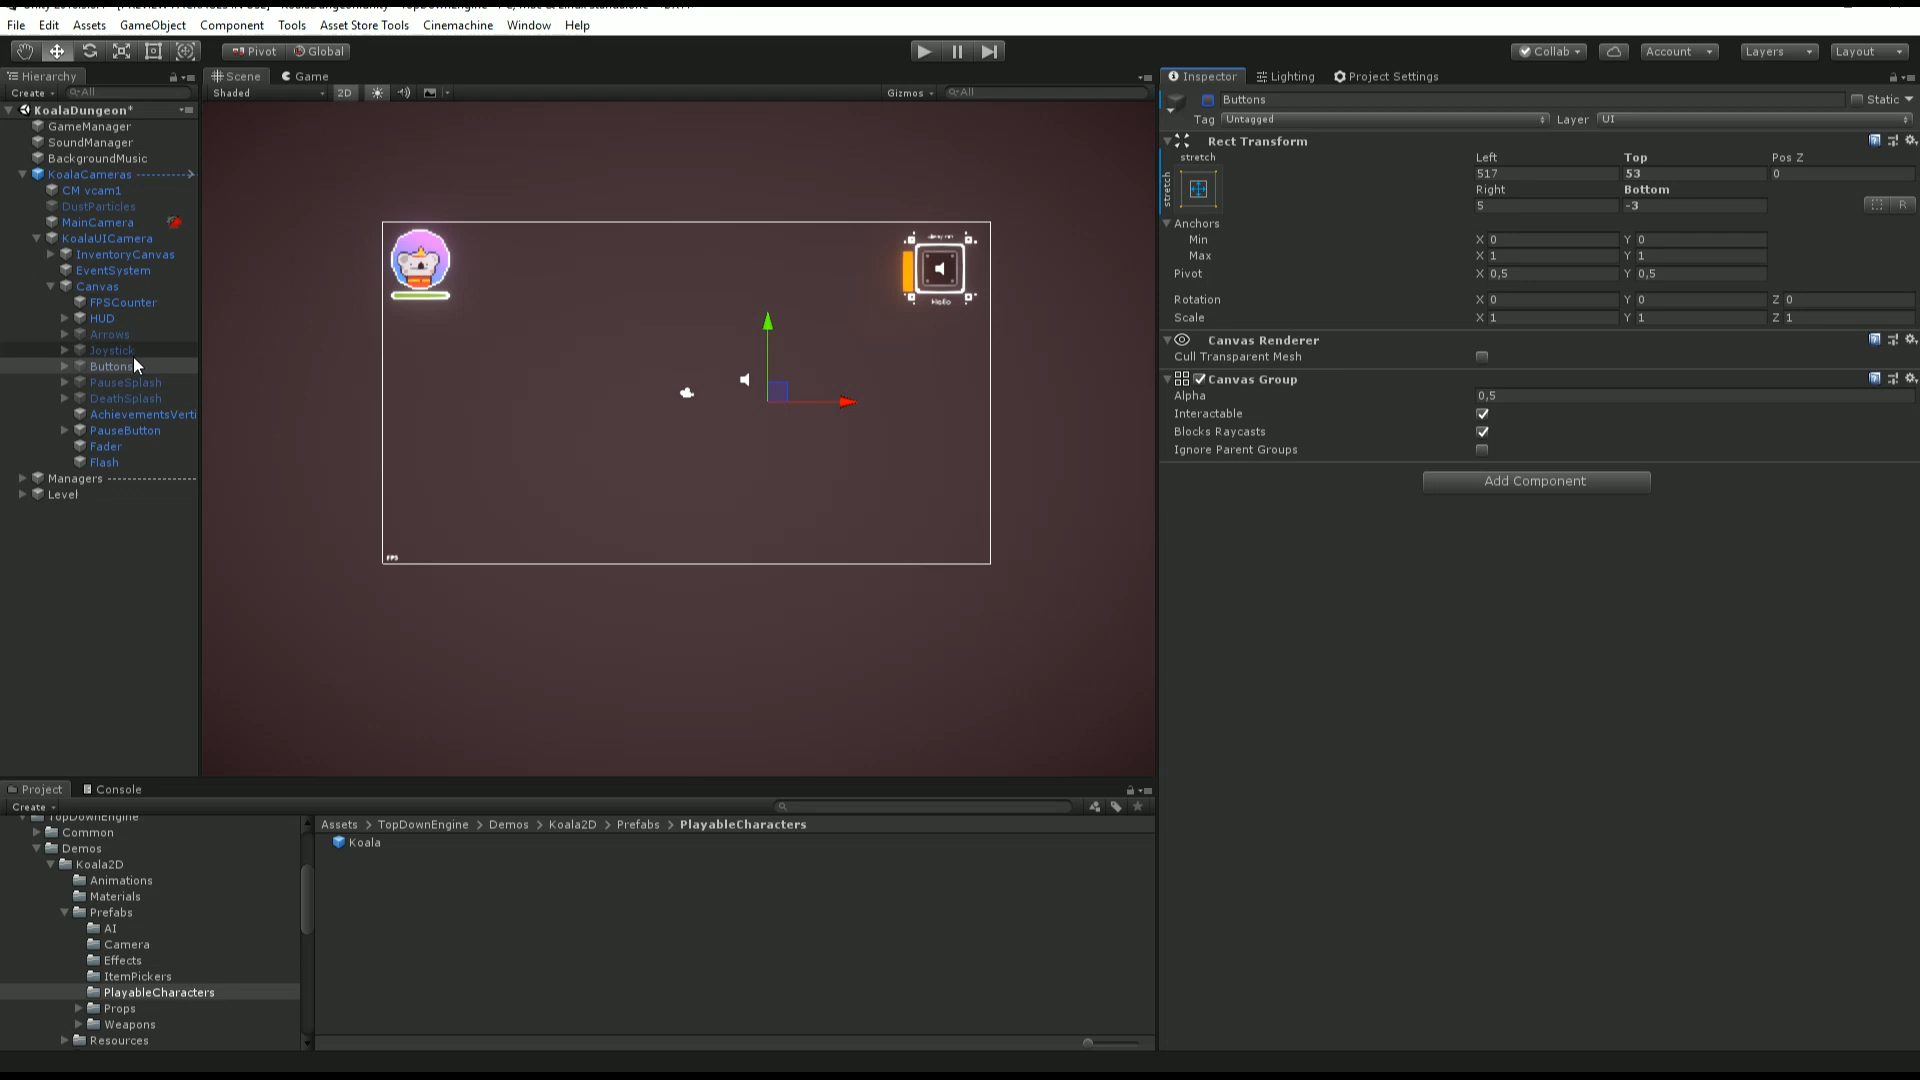 File Edit Assets GameObject Component Tools Asset Store Tools Cinemachine Window Help
Pivot Global Collab Account Layers Layout
Hierarchy Scene Game Inspector Lighting Project Settings
Create All Shaded 2D Gizmos All
Buttons Static
Tag Untagged Layer UI
KoalaDungeon*
GameManager
SoundManager
BackgroundMusic
KoalaCameras
CM vcam1
DustParticles
MainCamera
KoalaUICamera
InventoryCanvas
EventSystem
Canvas
FPSCounter
HUD
Arrows
Joystick
Buttons
PauseSplash
DeathSplash
AchievementsVerti
PauseButton
Fader
Flash
Managers
Level
Hello
FPS
Rect Transform
stretch
stretch
Left Top Pos Z
517 53 0
Right Bottom
5 -3
R
Anchors
Min X 0 Y 0
Max X 1 Y 1
Pivot X 0,5 Y 0,5
Rotation X 0 Y 0 Z 0
Scale X 1 Y 1 Z 1
Canvas Renderer
Cull Transparent Mesh
Canvas Group
Alpha 0,5
Interactable
Blocks Raycasts
Ignore Parent Groups
Add Component
Project Console
Create
TopDownEngine
Common
Demos
Koala2D
Animations
Materials
Prefabs
AI
Camera
Effects
ItemPickers
PlayableCharacters
Props
Weapons
Resources
Assets > TopDownEngine > Demos > Koala2D > Prefabs > PlayableCharacters
Koala